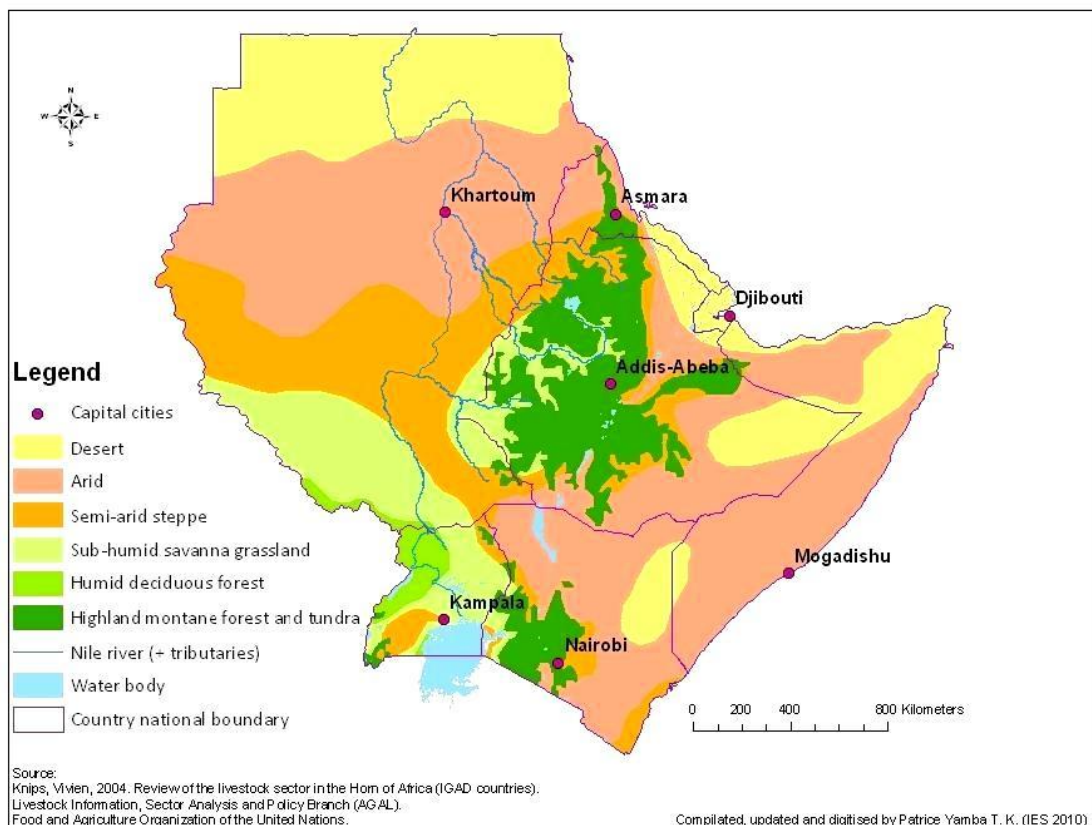 N
W E
S
Khartoum
Asmara
Djibouti
Addis-Abeba
Mogadishu
Kampala
Nairobi
Legend
Capital cities
Desert
Arid
Semi-arid steppe
Sub-humid savanna grassland
Humid deciduous forest
Highland montane forest and tundra
Nile river (+ tributaries)
Water body
Country national boundary
0 200 400 800 Kilometers
Source:
Knips, Vivien, 2004. Review of the livestock sector in the Horn of Africa (IGAD countries).
Livestock Information, Sector Analysis and Policy Branch (AGAL).
Food and Agriculture Organization of the United Nations.
Compilated, updated and digitised by Patrice Yamba T. K. (IES 2010)